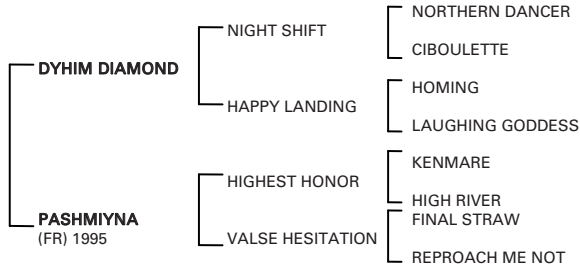 NORTHERN DANCER
NIGHT SHIFT
CIBOULETTE
DYHIM DIAMOND
HOMING
HAPPY LANDING
LAUGHING GODDESS
KENMARE
HIGHEST HONOR
HIGH RIVER
PASHMIYNA
(FR) 1995
FINAL STRAW
VALSE HESITATION
REPROACH ME NOT